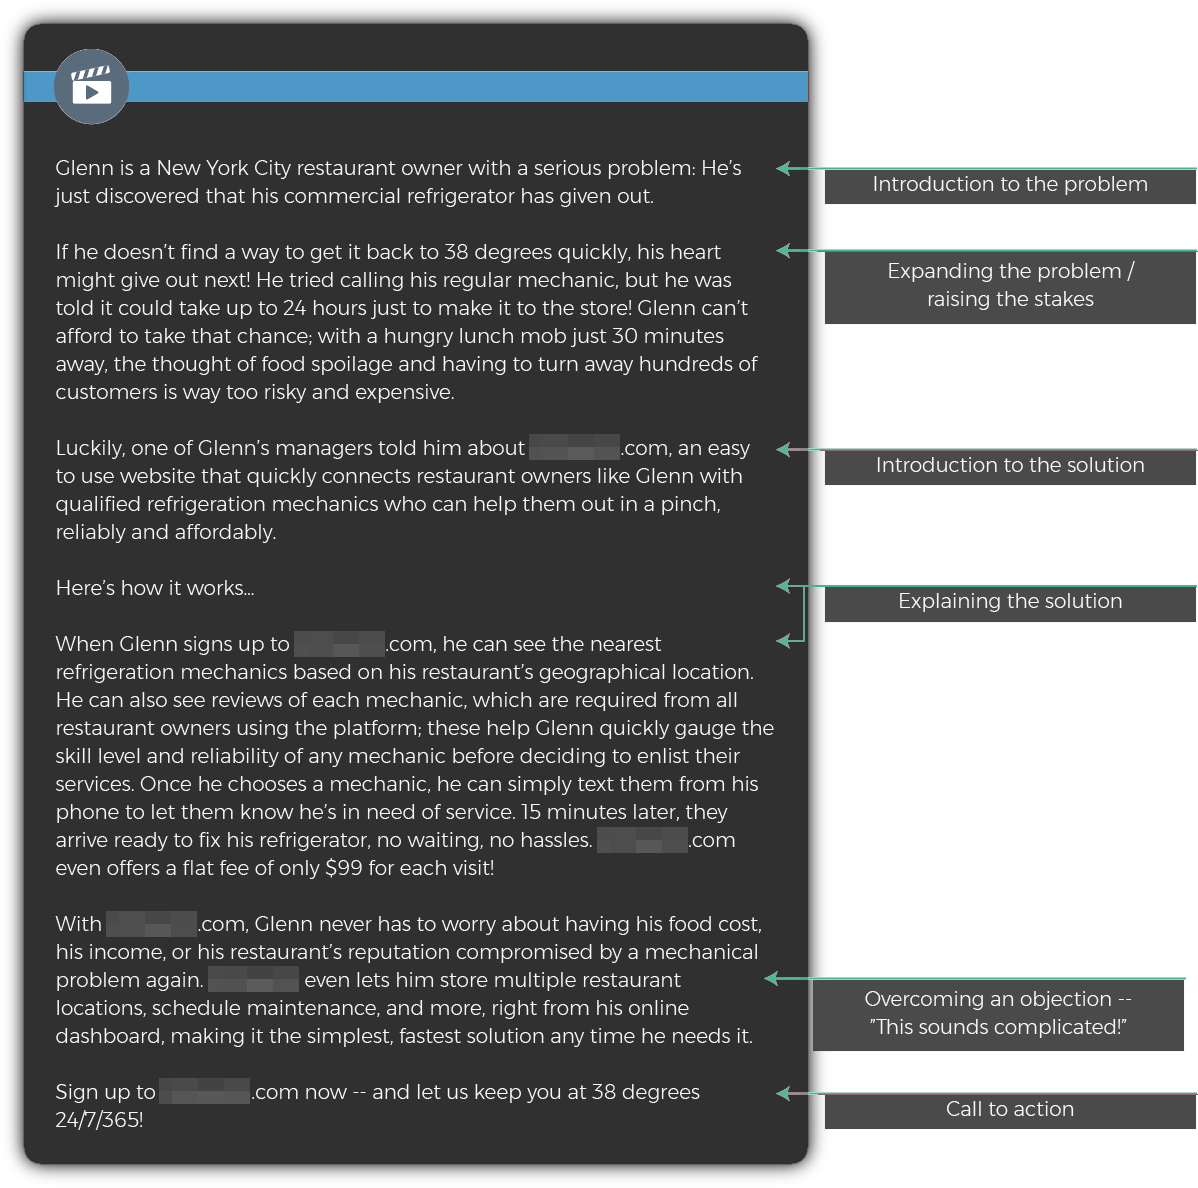 Glenn is a New York City restaurant owner with a serious problem: He’s
just discovered that his commercial refrigerator has given out.
Introduction to the problem
If he doesn’t find a way to get it back to 38 degrees quickly, his heart
might give out next! He tried calling his regular mechanic, but he was
told it could take up to 24 hours just to make it to the store! Glenn can’t
afford to take that chance; with a hungry lunch mob just 30 minutes
away, the thought of food spoilage and having to turn away hundreds of
customers is way too risky and expensive.
Expanding the problem /
raising the stakes
Luckily, one of Glenn’s managers told him about .com, an easy
to use website that quickly connects restaurant owners like Glenn with
qualified refrigeration mechanics who can help them out in a pinch,
reliably and affordably.
Introduction to the solution
Here’s how it works...
When Glenn signs up to .com, he can see the nearest
refrigeration mechanics based on his restaurant’s geographical location.
He can also see reviews of each mechanic, which are required from all
restaurant owners using the platform; these help Glenn quickly gauge the
skill level and reliability of any mechanic before deciding to enlist their
services. Once he chooses a mechanic, he can simply text them from his
phone to let them know he’s in need of service. 15 minutes later, they
arrive ready to fix his refrigerator, no waiting, no hassles. .com
even offers a flat fee of only $99 for each visit!
Explaining the solution
With .com, Glenn never has to worry about having his food cost,
his income, or his restaurant’s reputation compromised by a mechanical
problem again. even lets him store multiple restaurant
locations, schedule maintenance, and more, right from his online
dashboard, making it the simplest, fastest solution any time he needs it.
Overcoming an objection --
”This sounds complicated!”
Sign up to .com now -- and let us keep you at 38 degrees
24/7/365!
Call to action